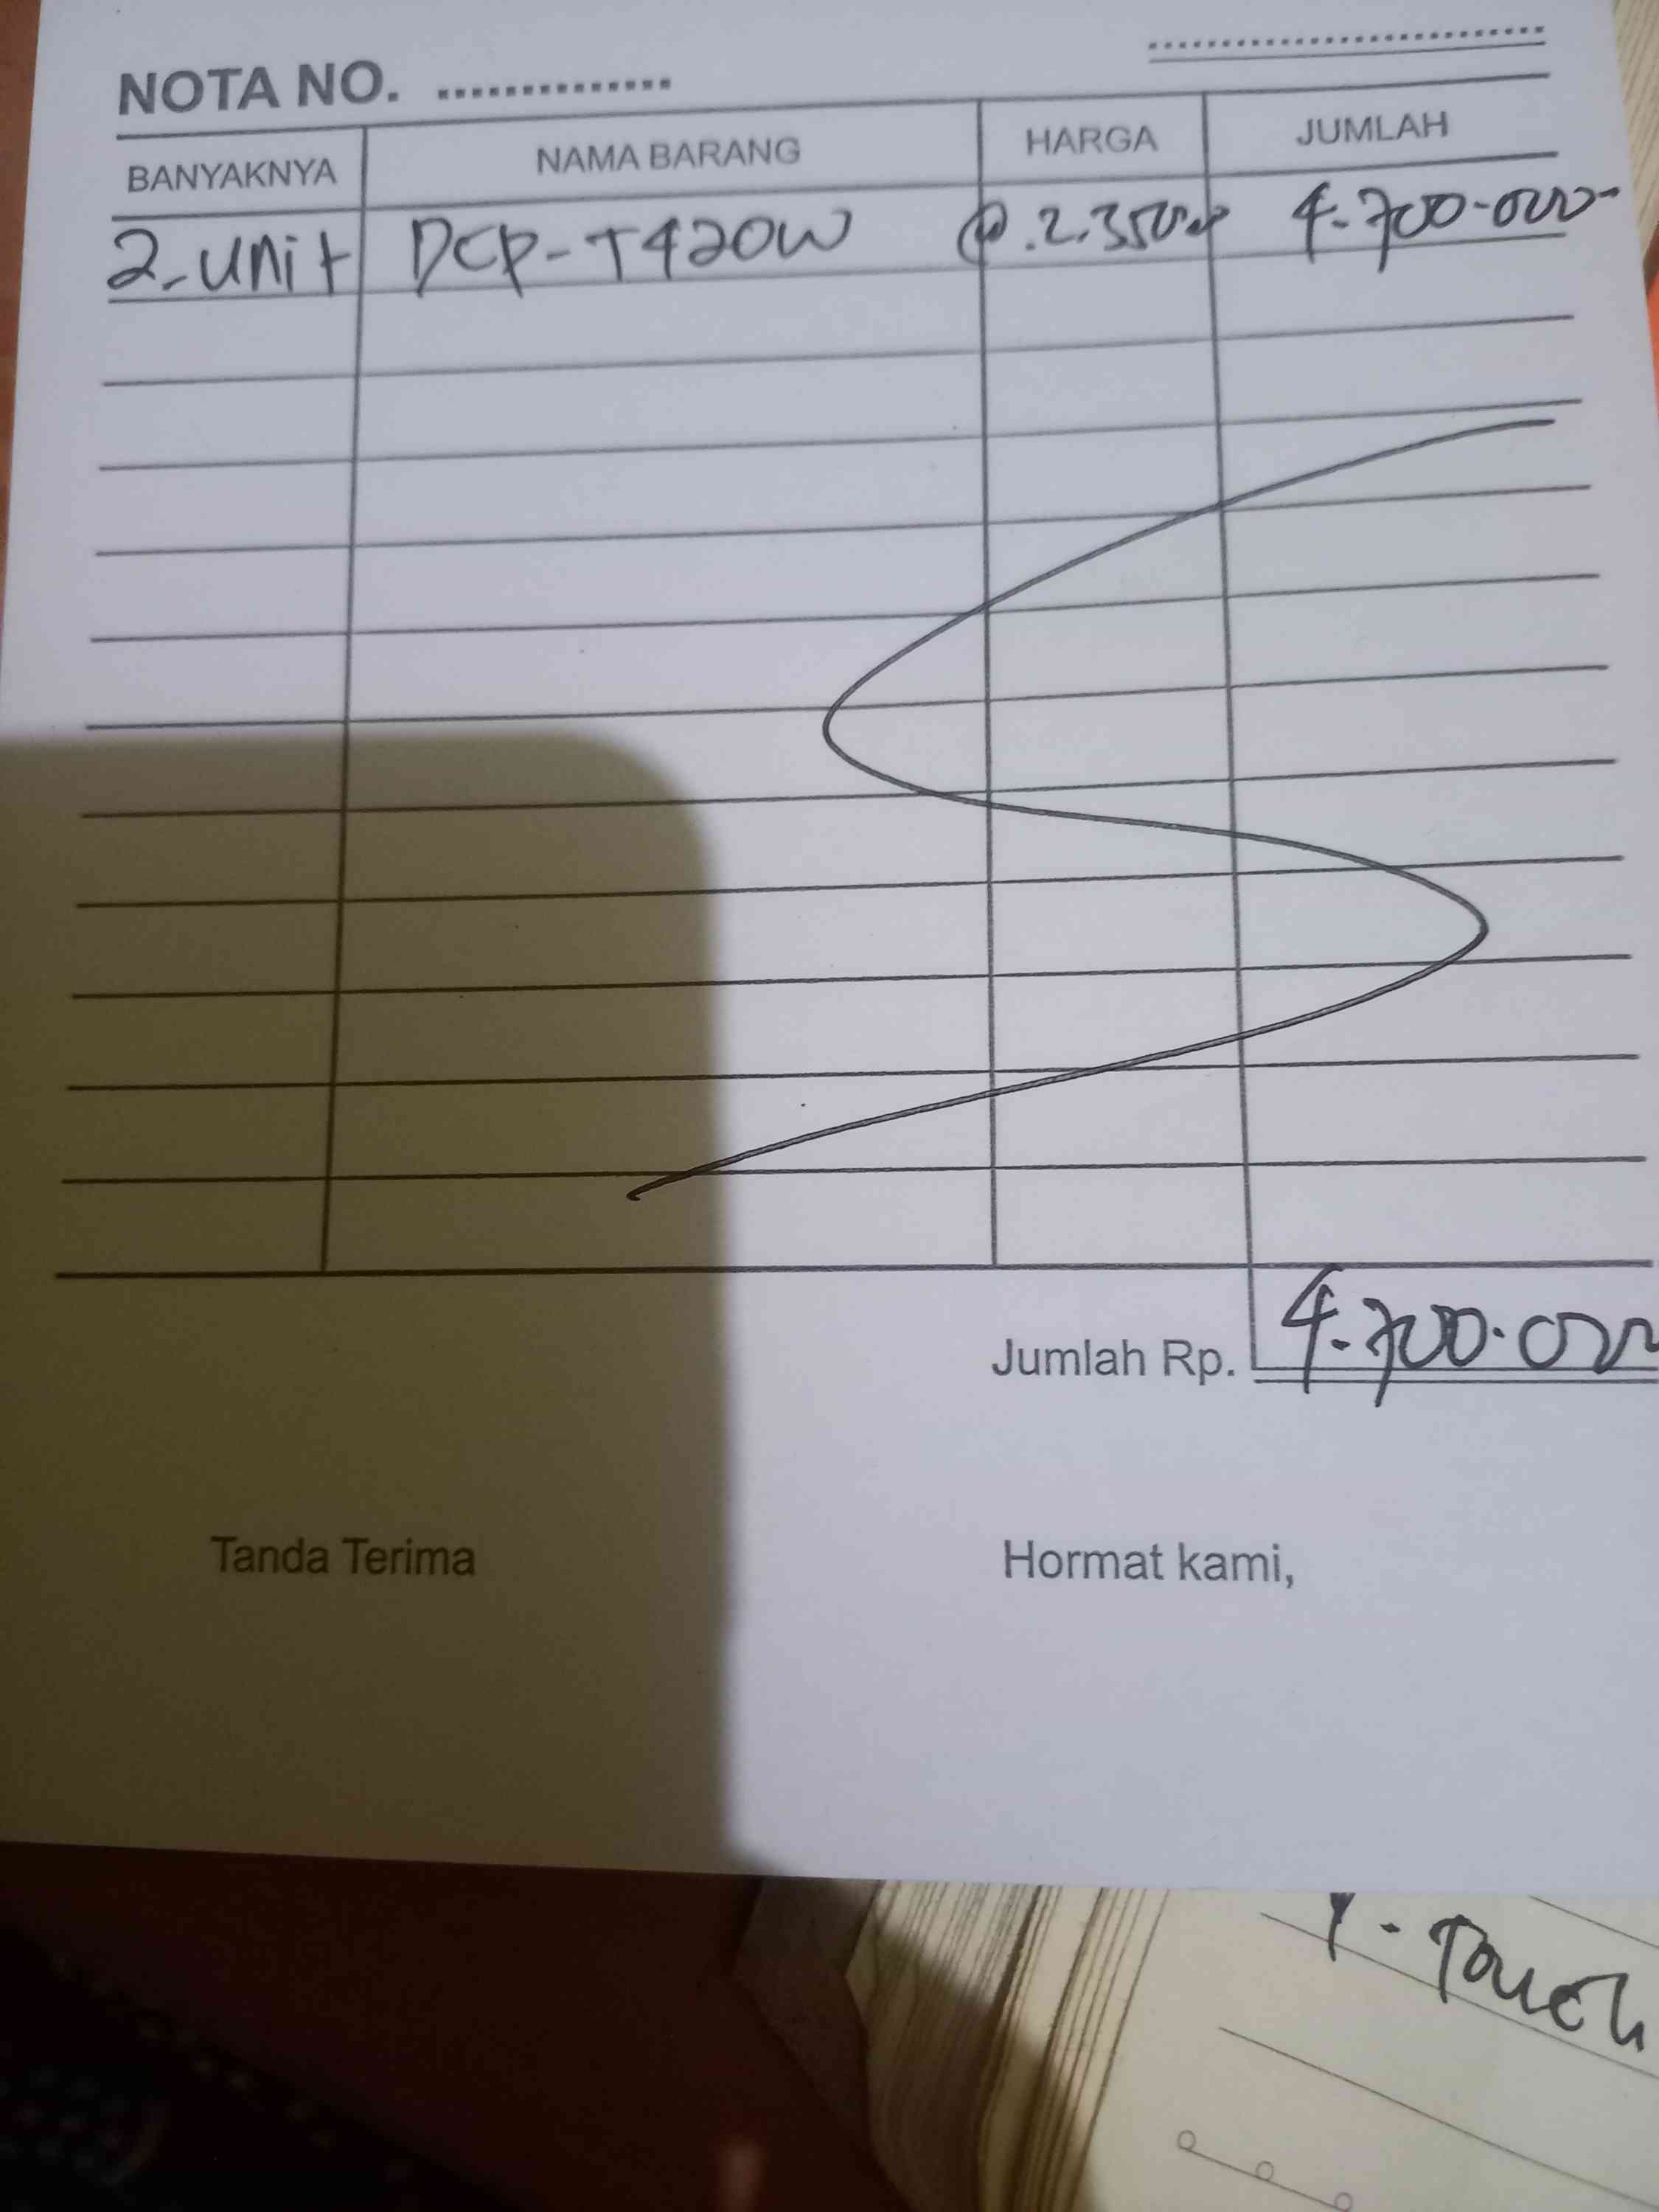 NOTA NO. ...............
BANYAKNYA NAMA BARANG HARGA JUMLAH
2 - unit DCP-T420W @.2.350.000 4.700.000-
Jumlah Rp. 4.700.000
Tanda Terima Hormat kami,
- Touch